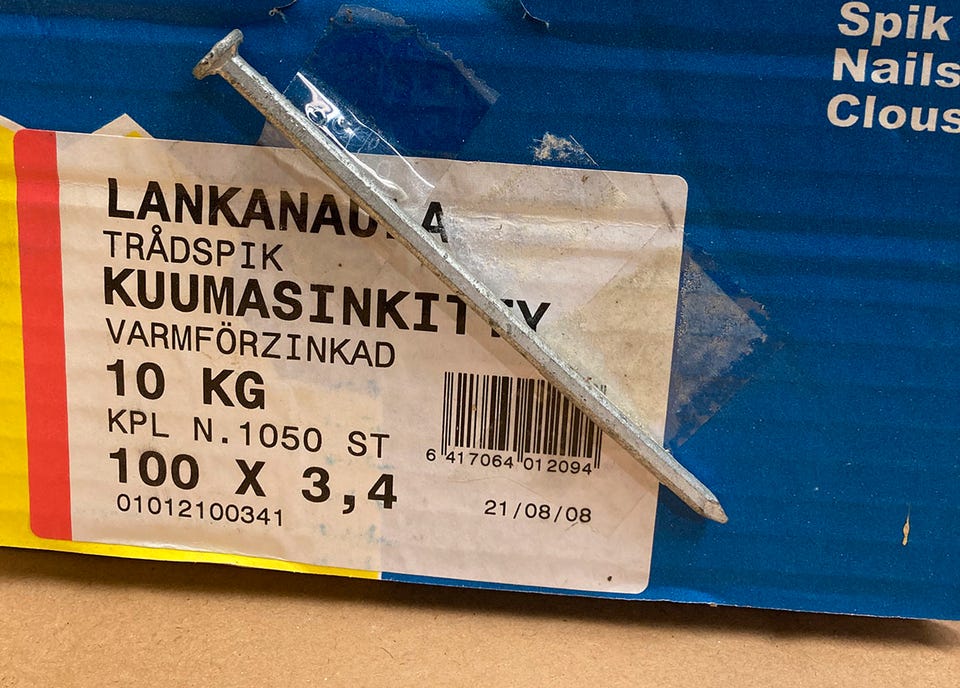 Spik
Nails
Clous
TRÅDSPIK
VARMFÖRZINKAD
10 KG
KPL N.1050 ST
100 X 3,4
01012100341
6 417064 012094
21/08/08